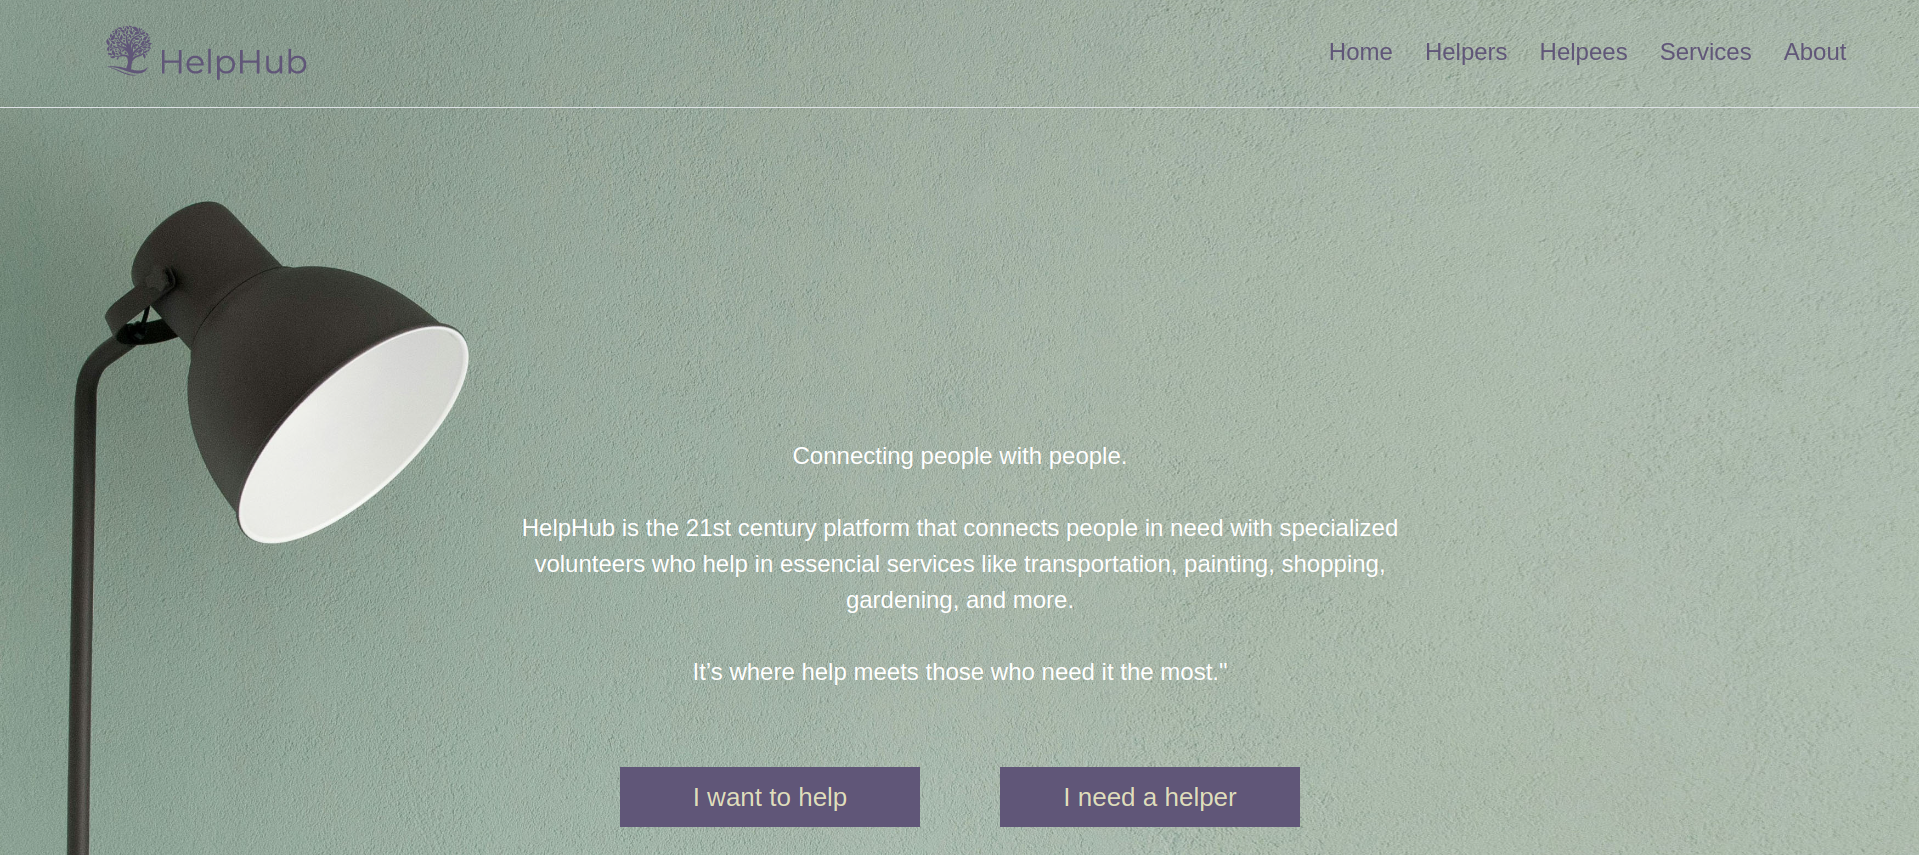 HelpHub
Home Helpers Helpees Services About
Connecting people with people.
HelpHub is the 21st century platform that connects people in need with specialized
volunteers who help in essencial services like transportation, painting, shopping,
gardening, and more.
It's where help meets those who need it the most."
I want to help
I need a helper